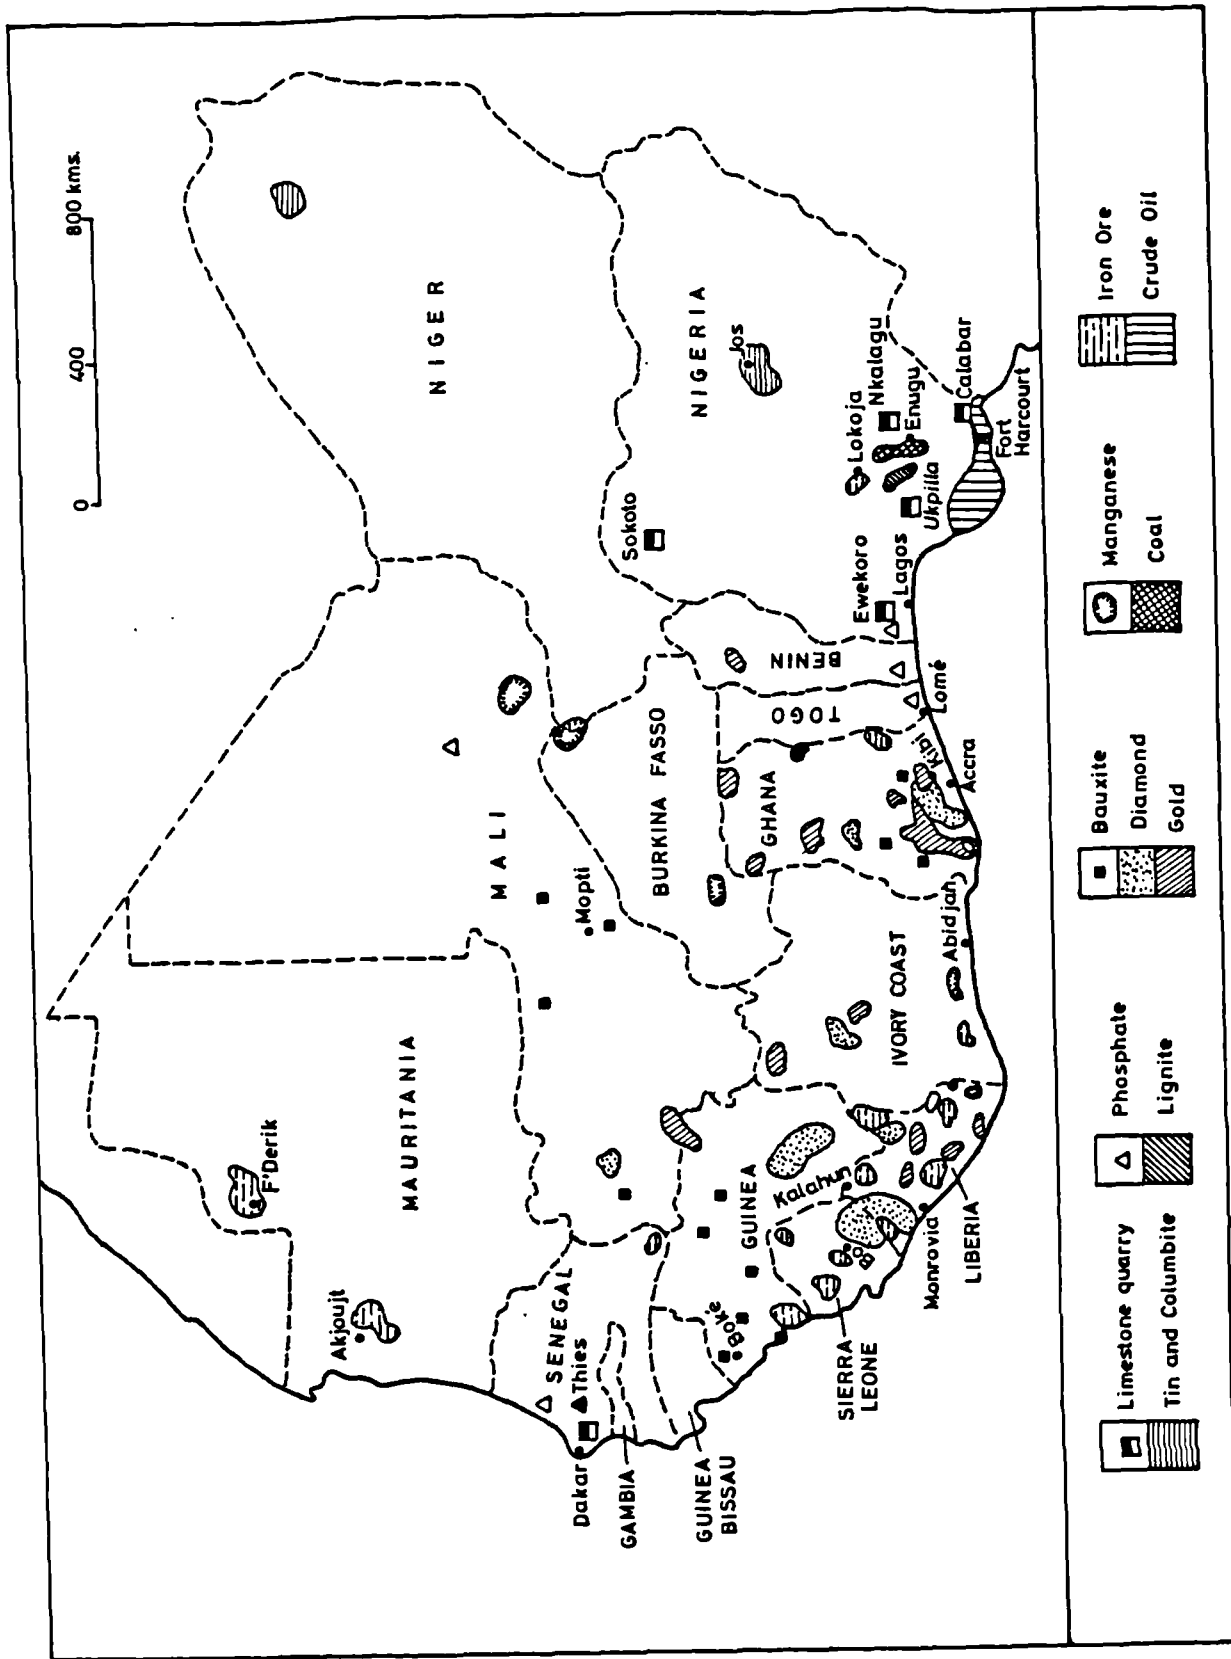 0 400 800 kms.
NIGER
MALI
MAURITANIA
F'Derik
Akjoujt
NIGERIA
Sokoto
Jos
Lokoja
Nkalagu
Enugu
Ukpilla
Calabar
Fort
Harcourt
Ewekoro
Lagos
BENIN
TOGO
Lomé
BURKINA FASSO
GHANA
Kibi
Accra
Mopti
IVORY COAST
Abidjah
SENEGAL
Thies
Dakar
GAMBIA
GUINEA
BISSAU
GUINEA
Bok'e
Kalahun
Bo
SIERRA
LEONE
Monrovia
LIBERIA
Limestone quarry
Tin and Columbite
Phosphate
Lignite
Bauxite
Diamond
Gold
Manganese
Coal
Iron Ore
Crude Oil